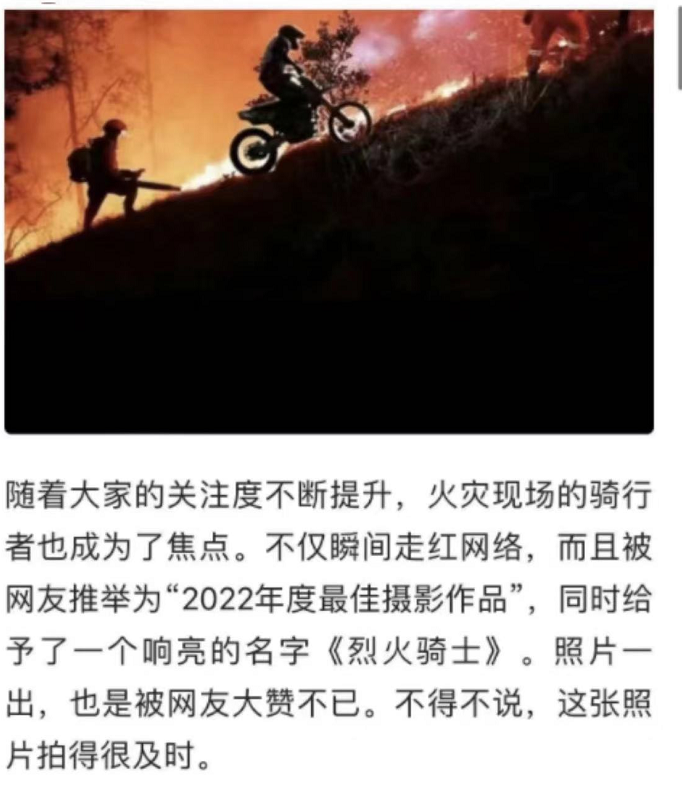 随着大家的关注度不断提升，火灾现场的骑行
者也成为了焦点。不仅瞬间走红网络，而且被
网友推举为“2022年度最佳摄影作品”，同时给
予了一个响亮的名字《烈火骑士》。照片一
出，也是被网友大赞不已。不得不说，这张照
片拍得很及时。